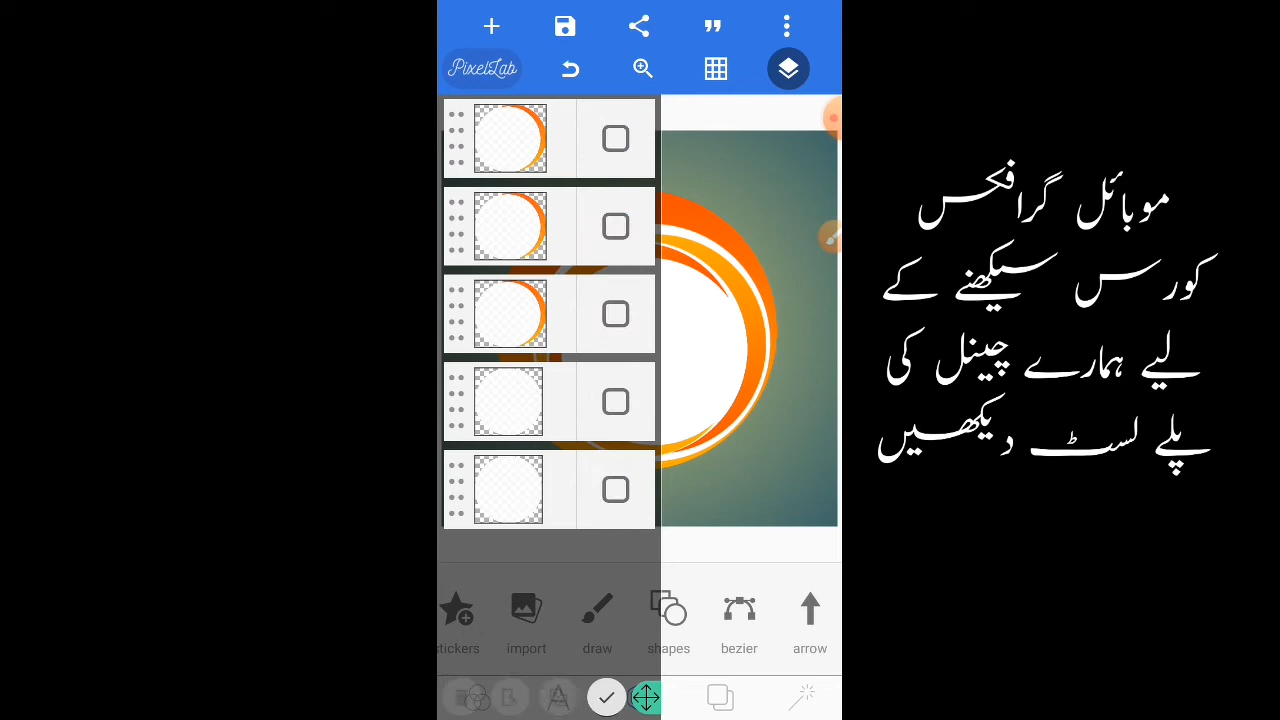 PixelLab
موبائل گرافکس
کورس سیکھنے کے
لیے ہمارے چینل کی
پلے لسٹ دیکھیں
stickers import draw shapes bezier arrow